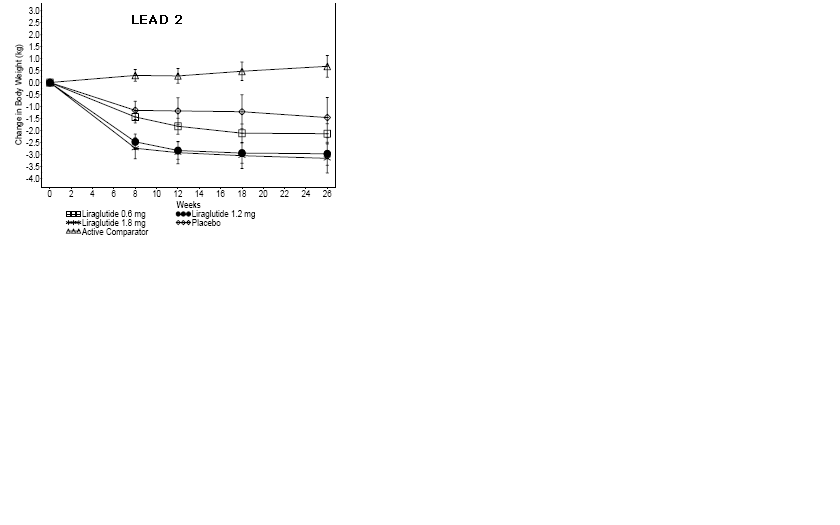 LEAD 2
Change in Body Weight (kg)
3.0
2.5
2.0
1.5
1.0
0.5
0.0
-0.5
-1.0
-1.5
-2.0
-2.5
-3.0
-3.5
-4.0
0 2 4 6 8 10 12 14 16 18 20 22 24 26
Weeks
Liraglutide 0.6 mg Liraglutide 1.2 mg
Liraglutide 1.8 mg Placebo
Active Comparator